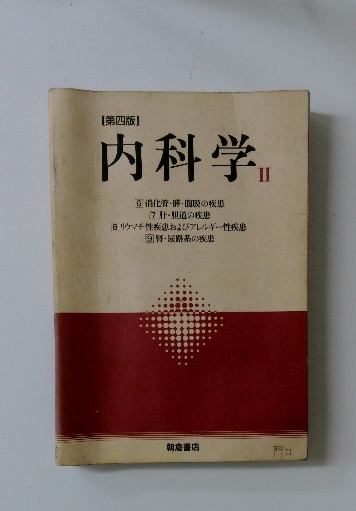 [第四版]
内科学 II
6 消化管・膵・腹膜の疾患
7 肝・胆道の疾患
8 リウマチ性疾患およびアレルギー性疾患
9 腎・尿路系の疾患
朝倉書店